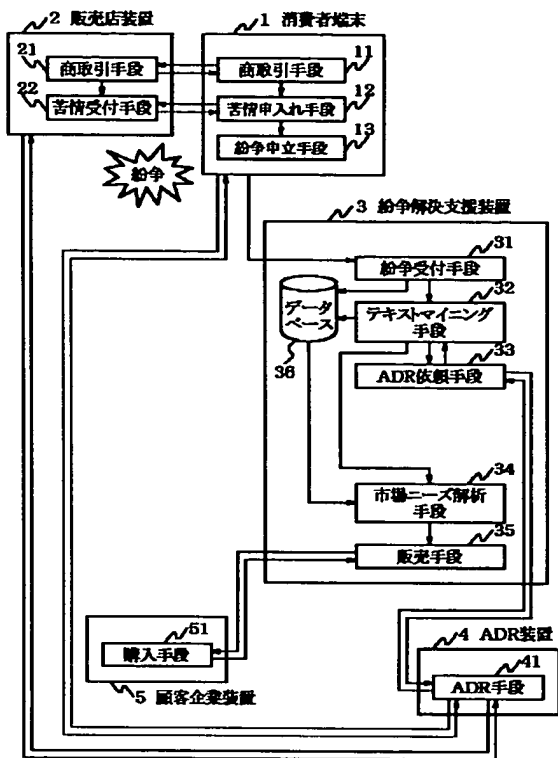 2 販売店装置
21
商取引手段
22
苦情受付手段
1 消費者端末
11
商取引手段
12
苦情申入れ手段
13
紛争申立手段
紛争
3 紛争解決支援装置
31
紛争受付手段
32
テキストマイニング
手段
33
ADR依頼手段
データ
ベース
36
34
市場ニーズ解析
手段
35
販売手段
51
購入手段
5 顧客企業装置
4 ADR装置
41
ADR手段